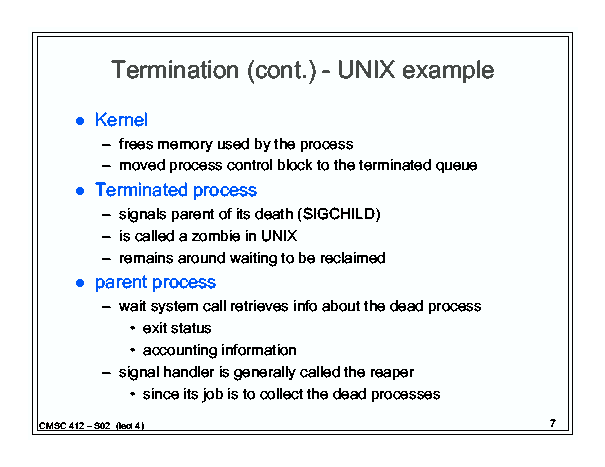 Termination (cont.) - UNIX example
● Kernel
– frees memory used by the process
– moved process control block to the terminated queue
● Terminated process
– signals parent of its death (SIGCHILD)
– is called a zombie in UNIX
– remains around waiting to be reclaimed
● parent process
– wait system call retrieves info about the dead process
• exit status
• accounting information
– signal handler is generally called the reaper
• since its job is to collect the dead processes
CMSC 412 – S02 (lect 4)
7